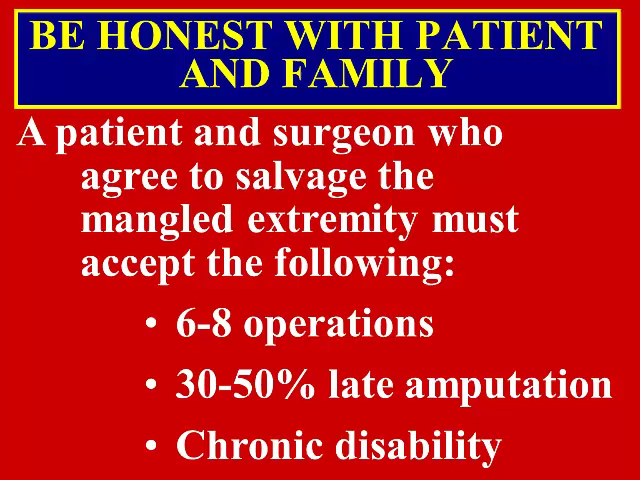 BE HONEST WITH PATIENT
AND FAMILY
A patient and surgeon who
agree to salvage the
mangled extremity must
accept the following:
• 6-8 operations
• 30-50% late amputation
• Chronic disability